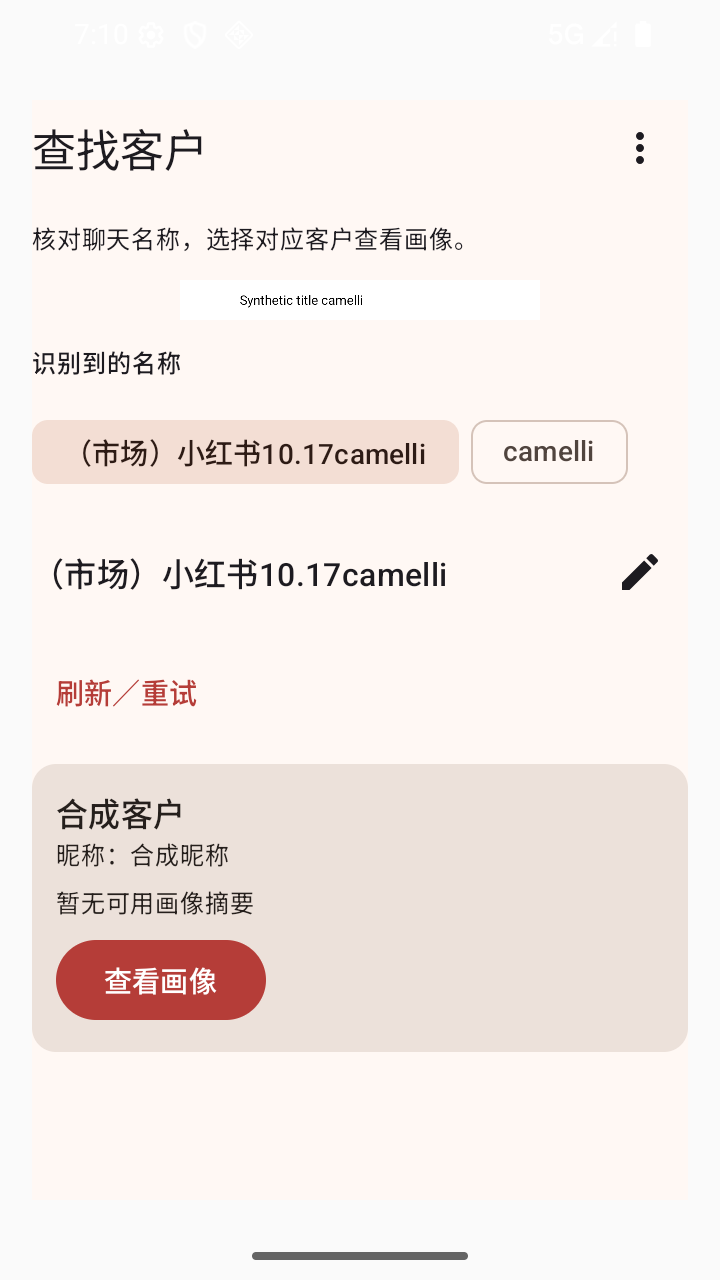 7:10 5G
查找客户
核对聊天名称，选择对应客户查看画像。
Synthetic title camelli
识别到的名称
（市场）小红书10.17camelli camelli
（市场）小红书10.17camelli
刷新／重试
合成客户
昵称：合成昵称
暂无可用画像摘要
查看画像